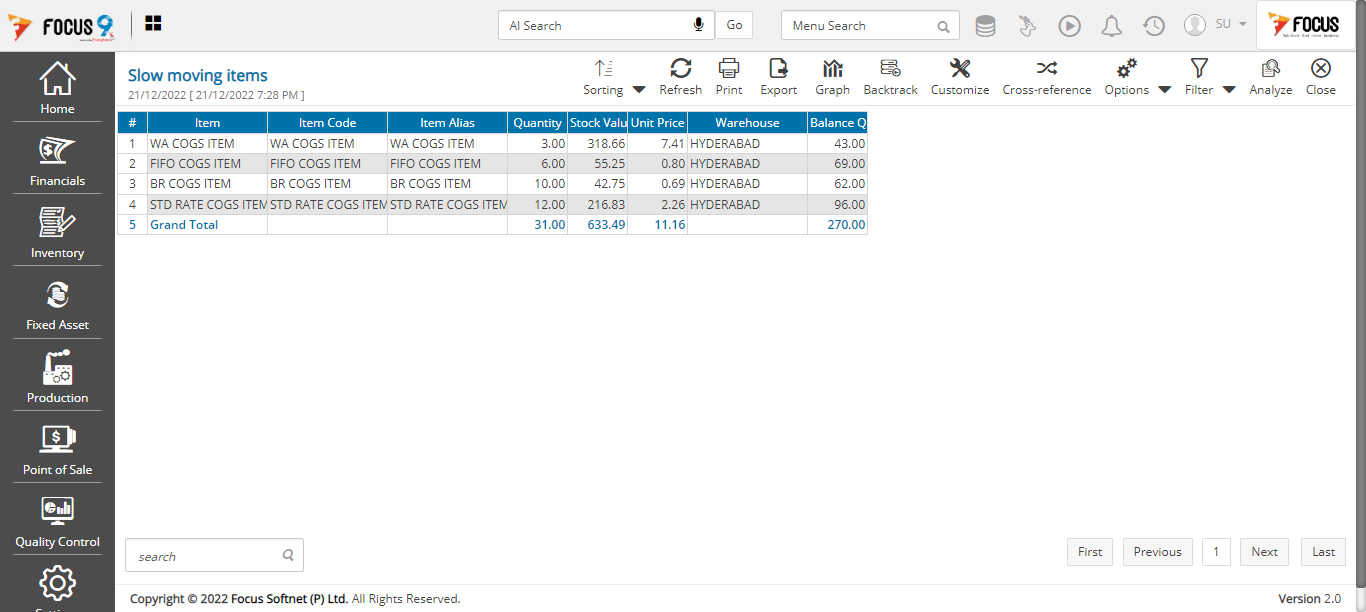 FOCUS 9
AI Search
Go
Menu Search
SU
FOCUS
Home
Financials
Inventory
Fixed Asset
Production
Point of Sale
Quality Control
Slow moving items
21/12/2022 [ 21/12/2022 7:28 PM ]
Sorting Refresh Print Export Graph Backtrack Customize Cross-reference Options Filter Analyze Close
# Item Item Code Item Alias Quantity Stock Valu Unit Price Warehouse Balance Q
1 WA COGS ITEM WA COGS ITEM WA COGS ITEM 3.00 318.66 7.41 HYDERABAD 43.00
2 FIFO COGS ITEM FIFO COGS ITEM FIFO COGS ITEM 6.00 55.25 0.80 HYDERABAD 69.00
3 BR COGS ITEM BR COGS ITEM BR COGS ITEM 10.00 42.75 0.69 HYDERABAD 62.00
4 STD RATE COGS ITEM STD RATE COGS ITEM STD RATE COGS ITEM 12.00 216.83 2.26 HYDERABAD 96.00
5 Grand Total 31.00 633.49 11.16 270.00
search
First Previous 1 Next Last
Copyright © 2022 Focus Softnet (P) Ltd. All Rights Reserved.
Version 2.0